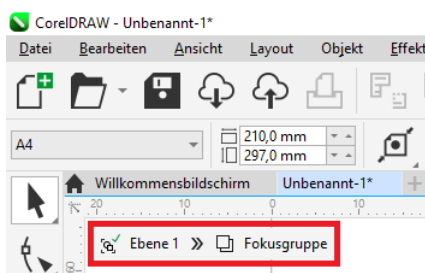 CorelDRAW - Unbenannt-1*
Datei Bearbeiten Ansicht Layout Objekt Effekt
A4 210,0 mm
297,0 mm
Willkommensbildschirm Unbenannt-1*
20 10 0 10
Ebene 1 » Fokusgruppe